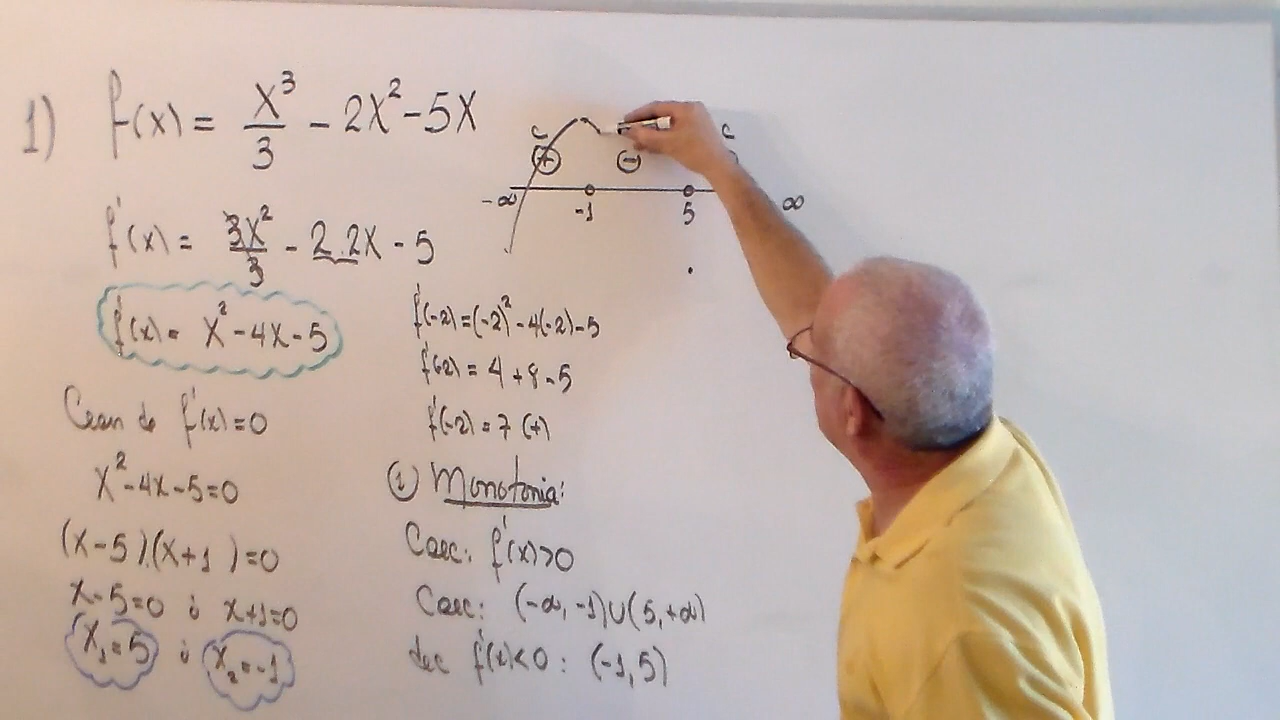 1) f(x) = x³/3 - 2x² - 5x
f'(x) = 3x²/3 - 2.2x - 5
f'(x) = x² - 4x - 5
f'(x) = 0
x² - 4x - 5 = 0
(x-5).(x+1) = 0
x-5=0 ó x+1=0
x₁=5 ó x₂=-1
c + - c
-∞ -1 5 ∞
f'(-2) = (-2)² - 4(-2) - 5
f'(-2) = 4 + 8 - 5
f'(-2) = 7 (+)
① Monotonia:
Crec: f'(x)>0
Crec: (-∞, -1)∪(5, +∞)
dec f'(x)<0 : (-1, 5)